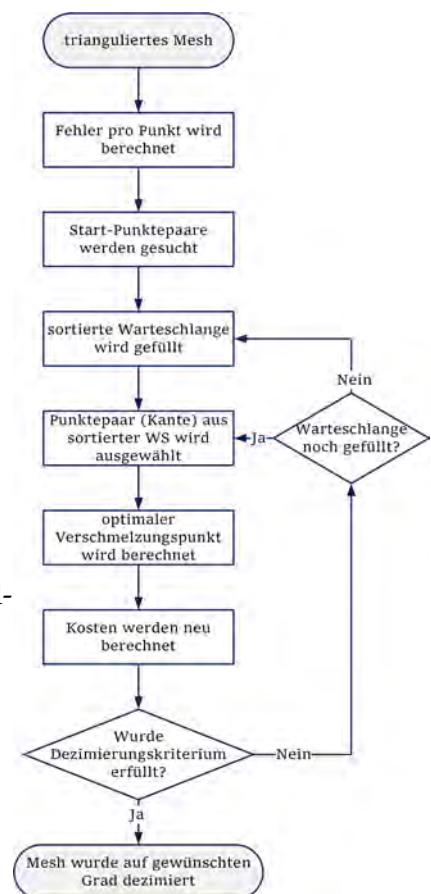 trianguliertes Mesh
Fehler pro Punkt wird
berechnet
Start-Punktepaare
werden gesucht
sortierte Warteschlange
wird gefüllt
Nein
Punktepaar (Kante) aus
sortierter WS wird
ausgewählt
Ja
Warteschlange
noch gefüllt?
optimaler
Verschmelzungspunkt
wird berechnet
-
Kosten werden neu
berechnet
Wurde
Dezimierungskriterium
erfüllt?
Nein
Ja
Mesh wurde auf gewünschten
Grad dezimiert